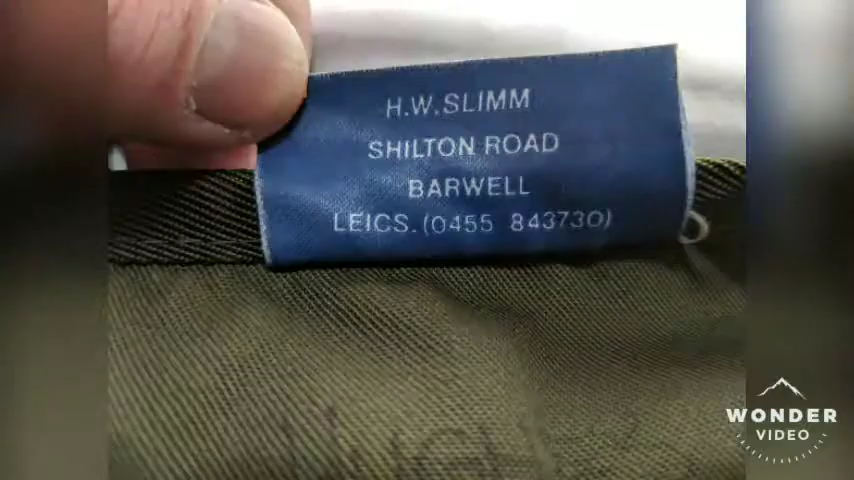 H.W.SLIMM
SHILTON ROAD
BARWELL
LEICS.(0455 843730)
WONDER
VIDEO